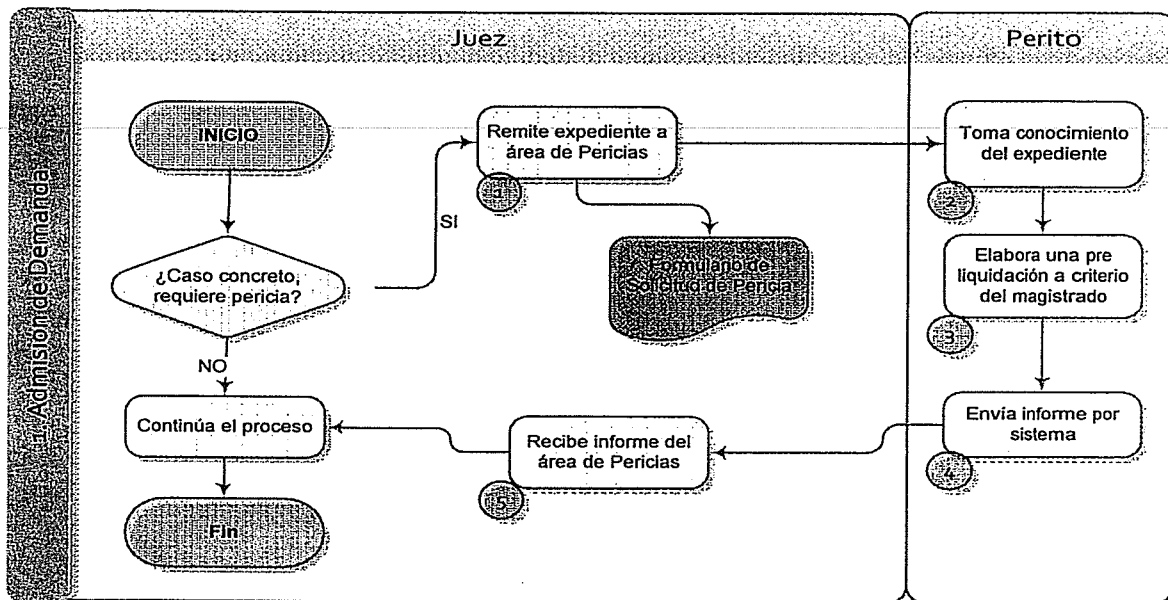 Juez
Perito
Admisión de Demanda
INICIO
¿Caso concreto,
requiere pericia?
SI
NO
Remite expediente a
área de Pericias
1
Formulario de
Solicitud de Pericia
Toma conocimiento
del expediente
2
Elabora una pre
liquidación a criterio
del magistrado
3
Envía informe por
sistema
4
Recibe informe del
área de Pericias
5
Continúa el proceso
Fin